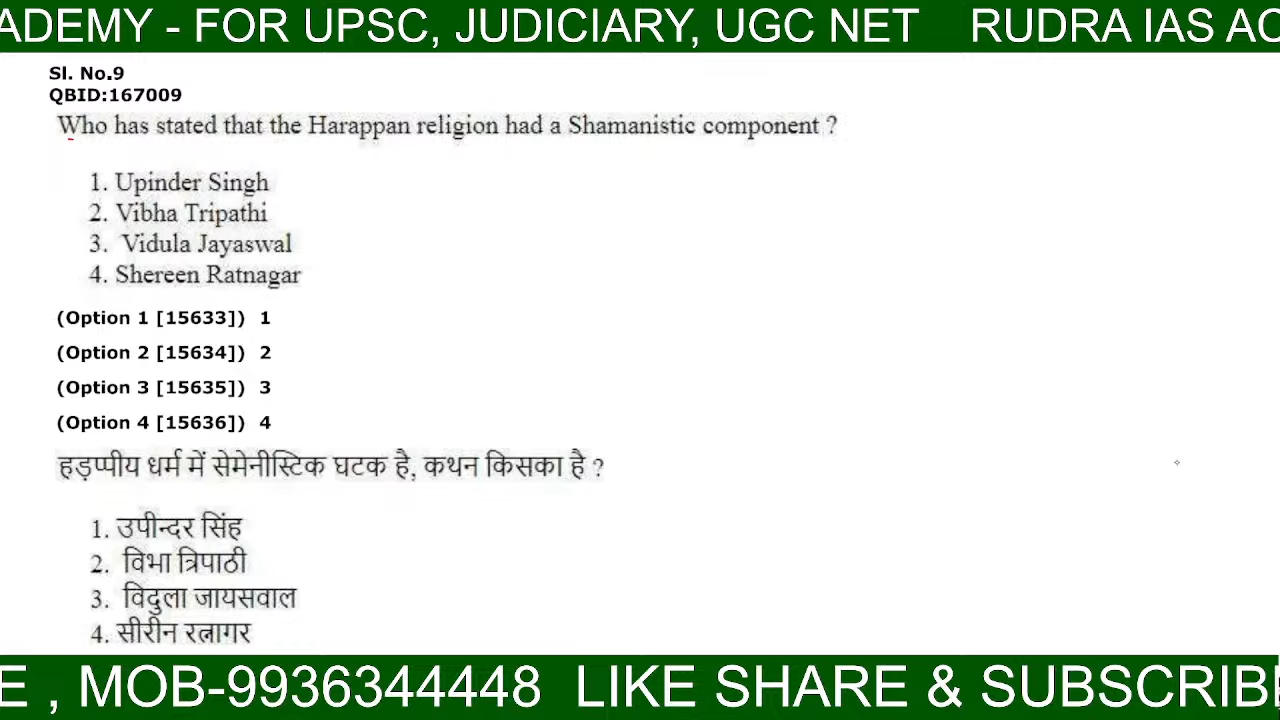 ADEMY - FOR UPSC, JUDICIARY, UGC NET RUDRA IAS AC
Sl. No.9
QBID:167009
Who has stated that the Harappan religion had a Shamanistic component ?
1. Upinder Singh
2. Vibha Tripathi
3. Vidula Jayaswal
4. Shereen Ratnagar
(Option 1 [15633]) 1
(Option 2 [15634]) 2
(Option 3 [15635]) 3
(Option 4 [15636]) 4
हड़प्पीय धर्म में सेमेनीस्टिक घटक है, कथन किसका है ?
1. उपीन्दर सिंह
2. विभा त्रिपाठी
3. विदुला जायसवाल
4. सीरीन रत्नागर
E , MOB-9936344448 LIKE SHARE & SUBSCRIBE